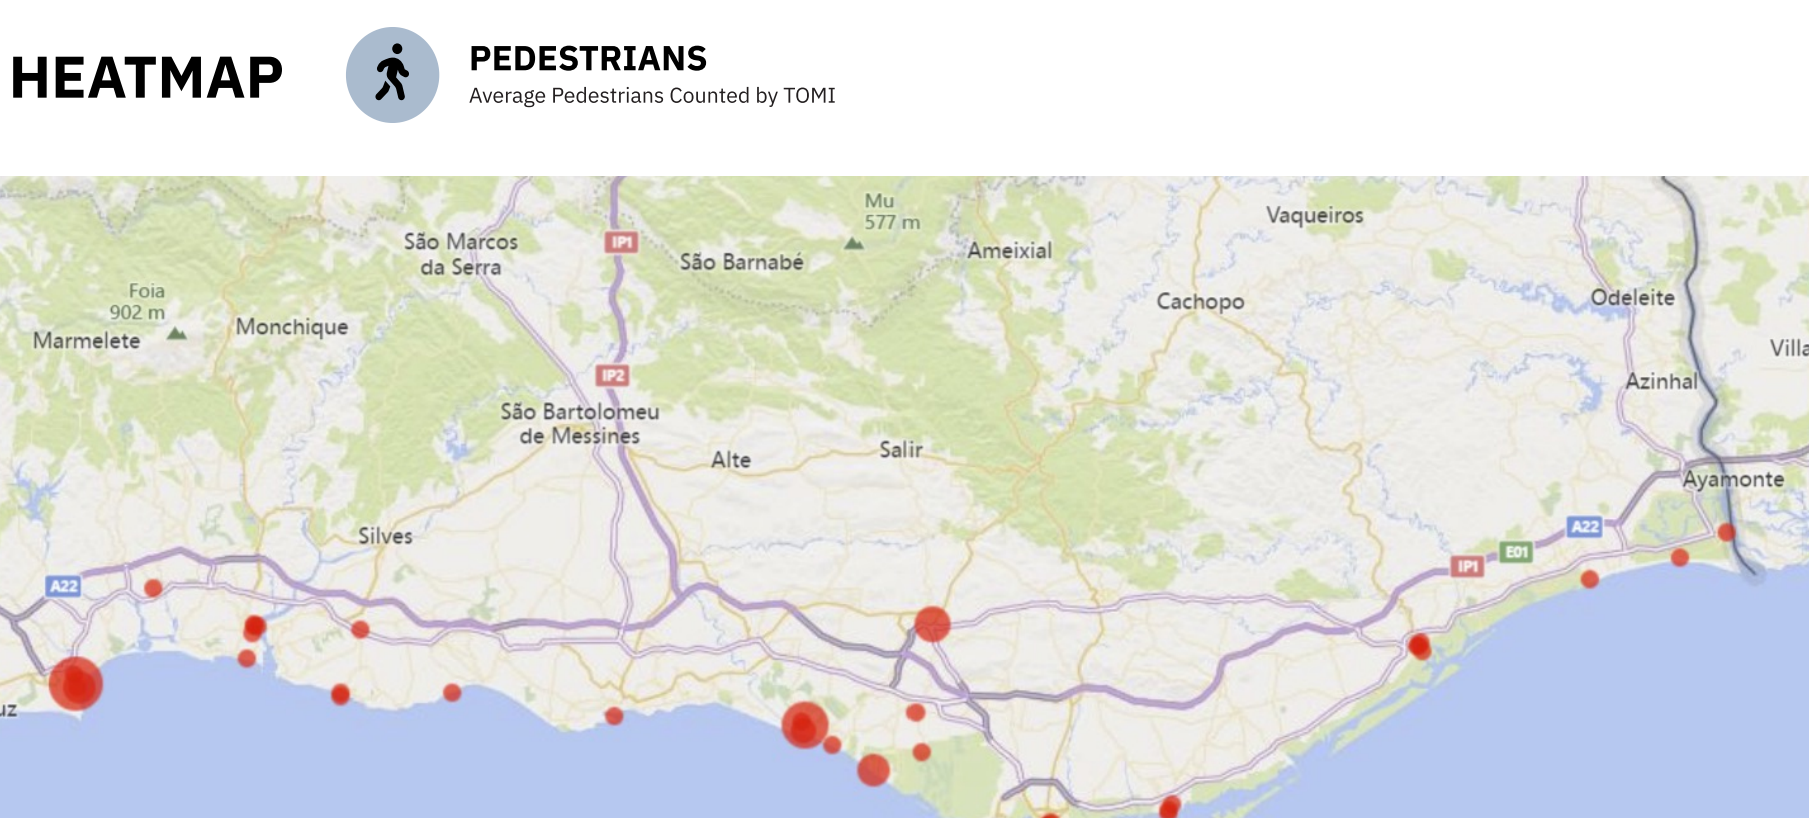 HEATMAP
PEDESTRIANS
Average Pedestrians Counted by TOMI
Mu
577 m
Vaqueiros
São Marcos
da Serra
IP1
São Barnabé
Ameixial
Foia
902 m
Cachopo
Odeleite
Marmelete
Monchique
Villa
IP2
Azinhal
São Bartolomeu
de Messines
Alte
Salir
Ayamonte
Silves
A22
E01
IP1
A22
uz